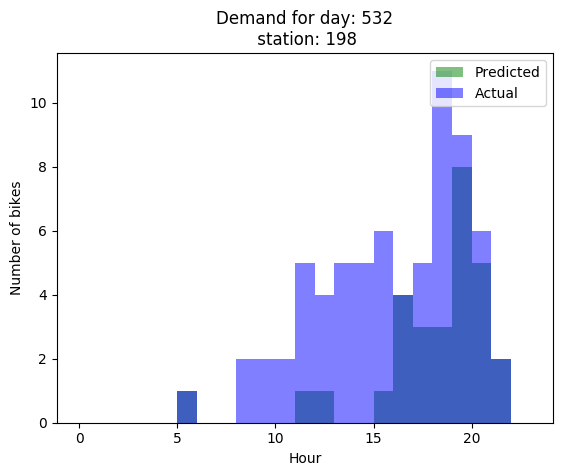 Demand for day: 532
station: 198
Predicted
Actual
Number of bikes
10
8
6
4
2
0
0
5
10
15
20
Hour